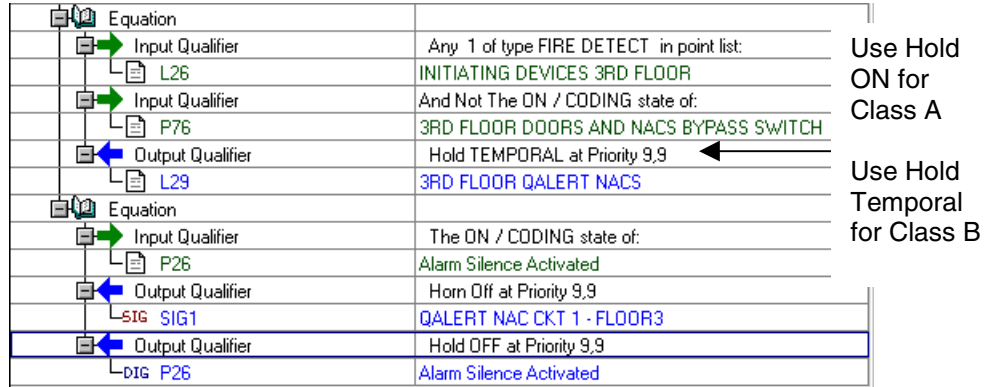 Equation
Input Qualifier Any 1 of type FIRE DETECT in point list:
L26 INITIATING DEVICES 3RD FLOOR
Input Qualifier And Not The ON / CODING state of:
P76 3RD FLOOR DOORS AND NACS BYPASS SWITCH
Output Qualifier Hold TEMPORAL at Priority 9,9
L29 3RD FLOOR QALERT NACS
Equation
Input Qualifier The ON / CODING state of:
P26 Alarm Silence Activated
Output Qualifier Horn Off at Priority 9,9
SIG SIG1 QALERT NAC CKT 1 - FLOOR3
Output Qualifier Hold OFF at Priority 9,9
DIG P26 Alarm Silence Activated
Use Hold
ON for
Class A
Use Hold
Temporal
for Class B